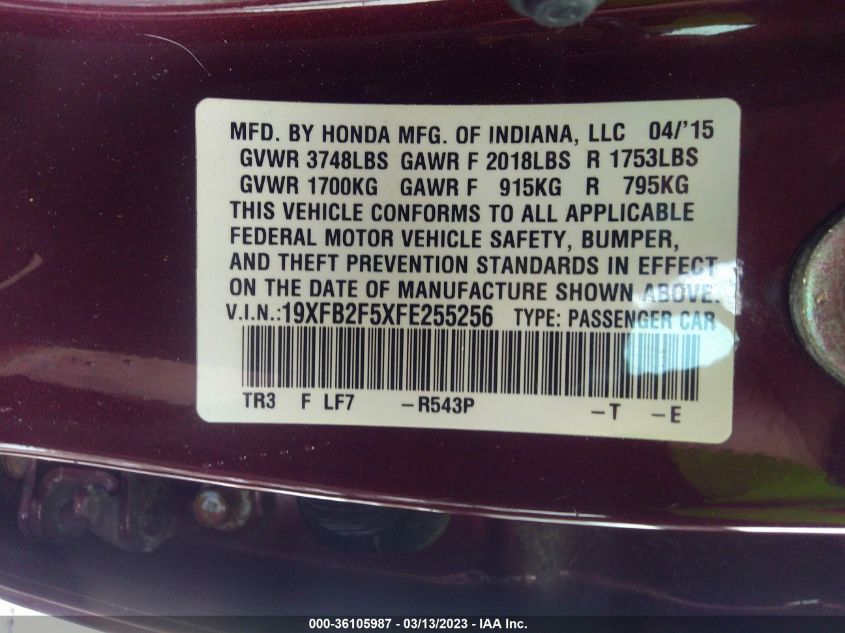 MFD. BY HONDA MFG. OF INDIANA, LLC 04/'15
GVWR 3748LBS GAWR F 2018LBS R 1753LBS
GVWR 1700KG GAWR F 915KG R 795KG
THIS VEHICLE CONFORMS TO ALL APPLICABLE
FEDERAL MOTOR VEHICLE SAFETY, BUMPER,
AND THEFT PREVENTION STANDARDS IN EFFECT
ON THE DATE OF MANUFACTURE SHOWN ABOVE.
V.I.N.: 19XFB2F5XFE255256 TYPE: PASSENGER CAR
TR3 F LF7 -R543P -T -E
000-36105987 - 03/13/2023 - IAA Inc.